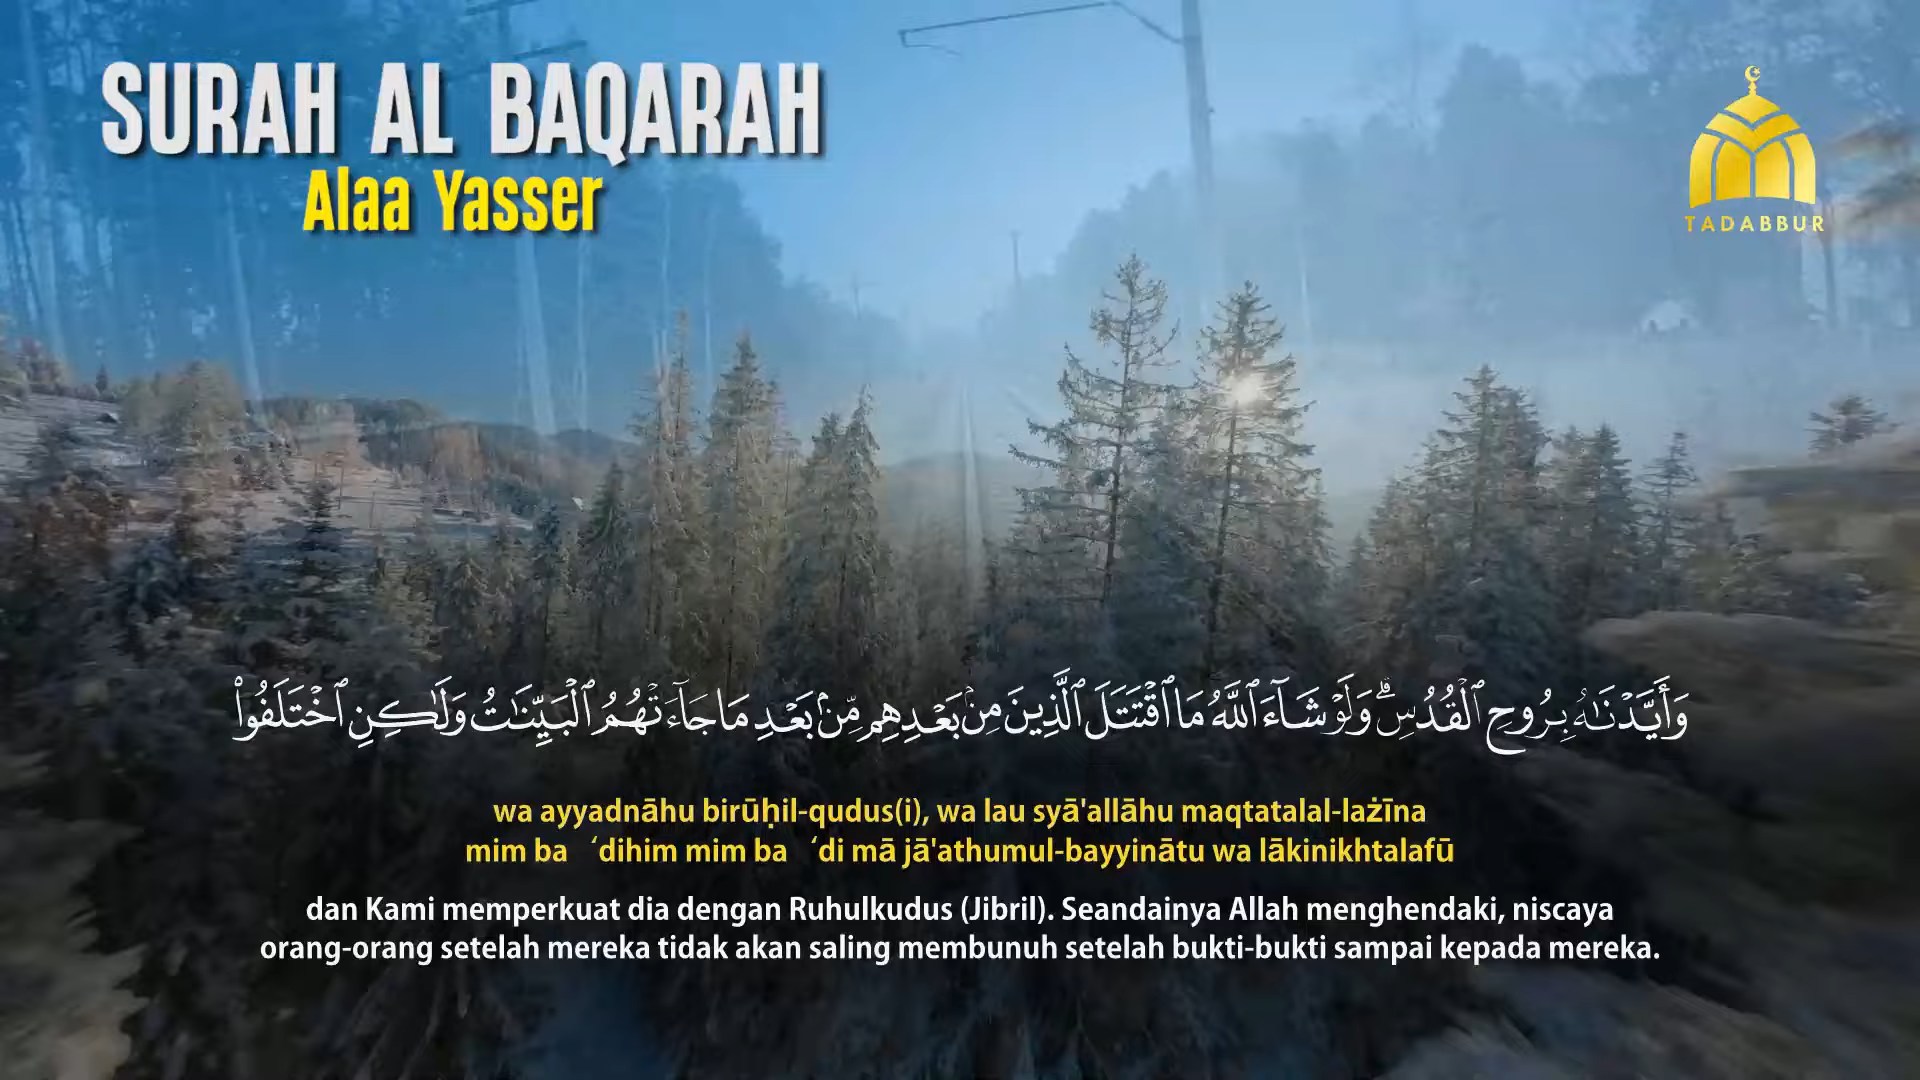 SURAH AL BAQARAH
Alaa Yasser
TADABBUR
وَأَيَّدْنَٰهُ بِرُوحِ ٱلْقُدُسِ ۗ وَلَوْ شَآءَ ٱللَّهُ مَا ٱقْتَتَلَ ٱلَّذِينَ مِنۢ بَعْدِهِم مِّنۢ بَعْدِ مَا جَآءَتْهُمُ ٱلْبَيِّنَٰتُ وَلَٰكِنِ ٱخْتَلَفُوا۟
wa ayyadnāhu birūḥil-qudus(i), wa lau syā'allāhu maqtatalal-lażīna
mim ba ‘dihim mim ba ‘di mā jā'athumul-bayyinātu wa lākinikhtalafū
dan Kami memperkuat dia dengan Ruhulkudus (Jibril). Seandainya Allah menghendaki, niscaya
orang-orang setelah mereka tidak akan saling membunuh setelah bukti-bukti sampai kepada mereka.